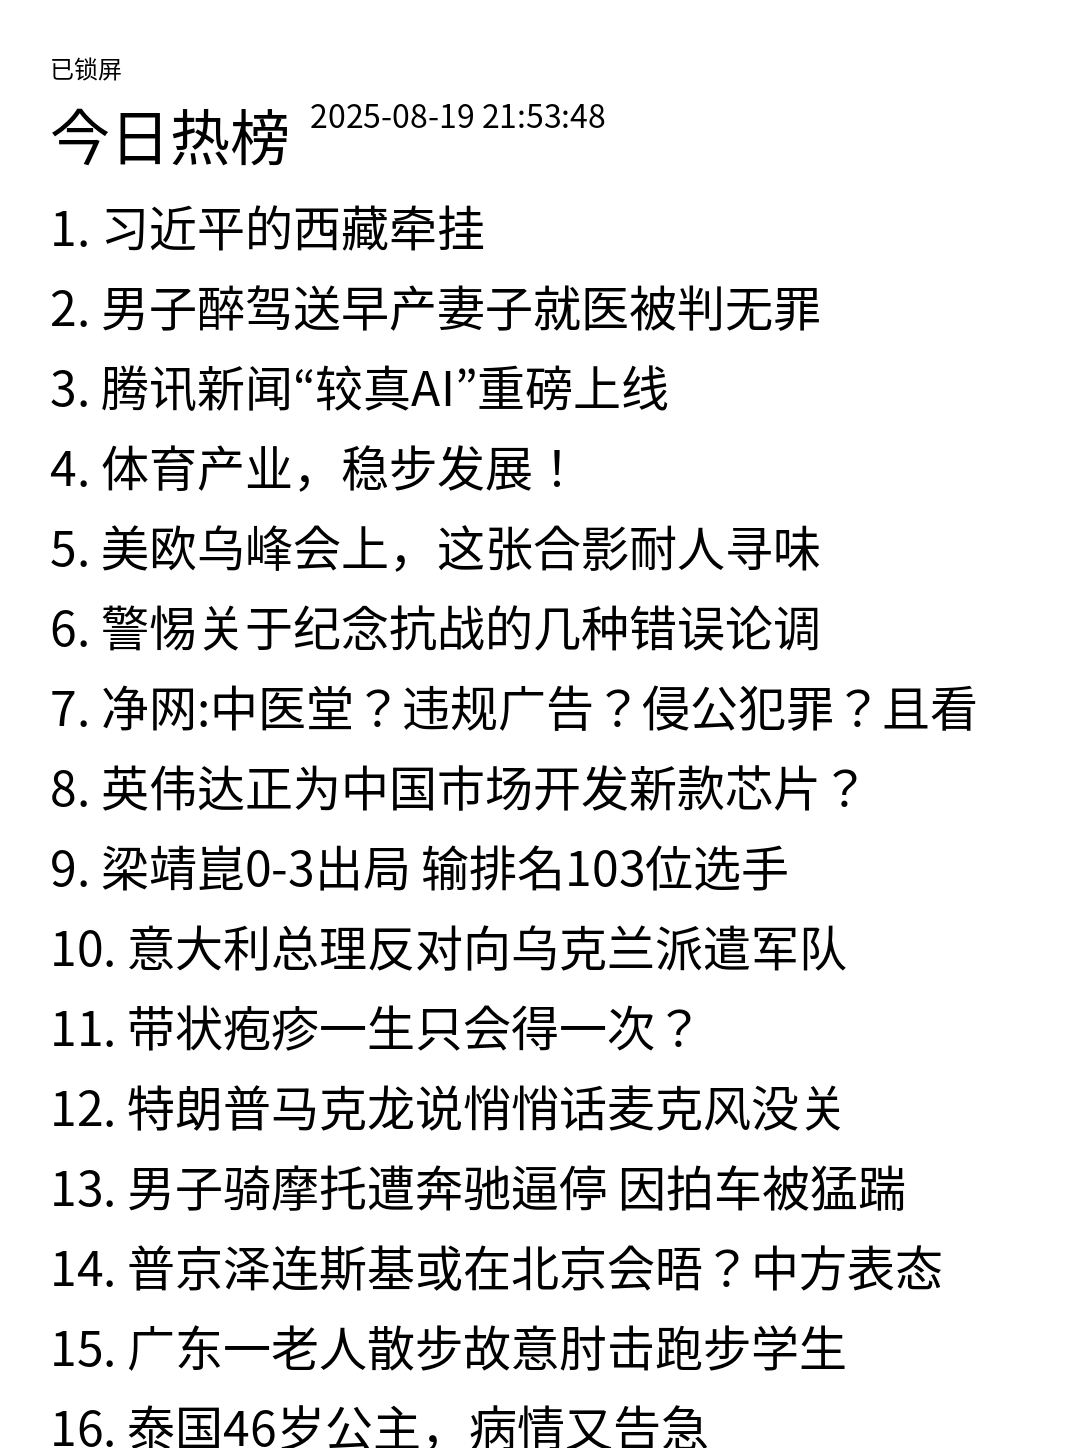 已锁屏
今日热榜 2025-08-19 21:53:48
1. 习近平的西藏牵挂
2. 男子醉驾送早产妻子就医被判无罪
3. 腾讯新闻“较真AI”重磅上线
4. 体育产业，稳步发展！
5. 美欧乌峰会上，这张合影耐人寻味
6. 警惕关于纪念抗战的几种错误论调
7. 净网:中医堂？违规广告？侵公犯罪？且看
8. 英伟达正为中国市场开发新款芯片？
9. 梁靖崑0-3出局 输排名103位选手
10. 意大利总理反对向乌克兰派遣军队
11. 带状疱疹一生只会得一次？
12. 特朗普马克龙说悄悄话麦克风没关
13. 男子骑摩托遭奔驰逼停 因拍车被猛踹
14. 普京泽连斯基或在北京会晤？中方表态
15. 广东一老人散步故意肘击跑步学生
16. 泰国46岁公主，病情又告急